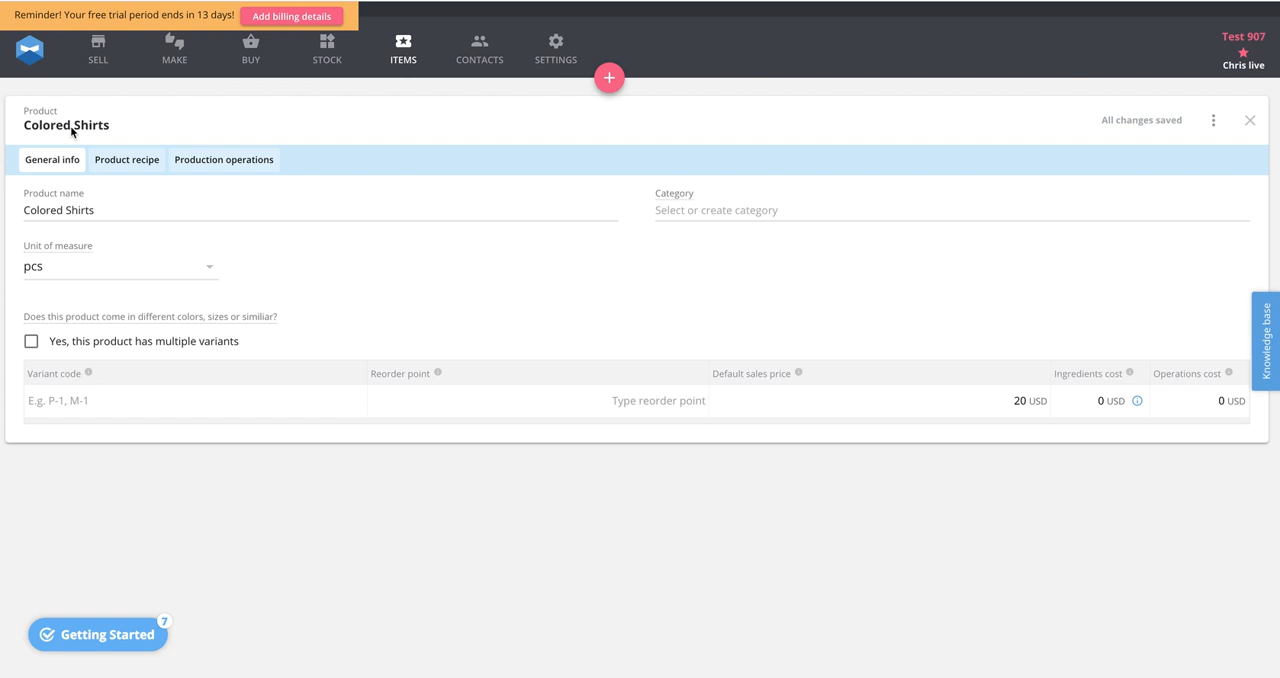 Reminder! Your free trial period ends in 13 days! Add billing details
SELL MAKE BUY STOCK ITEMS CONTACTS SETTINGS
Test 907
Chris live
+
Product
Colored Shirts
All changes saved
General info Product recipe Production operations
Product name
Colored Shirts
Category
Select or create category
Unit of measure
pcs
Does this product come in different colors, sizes or similiar?
Yes, this product has multiple variants
Variant code Reorder point Default sales price Ingredients cost Operations cost
E.g. P-1, M-1 Type reorder point 20 USD 0 USD 0 USD
Knowledge base
Getting Started 7